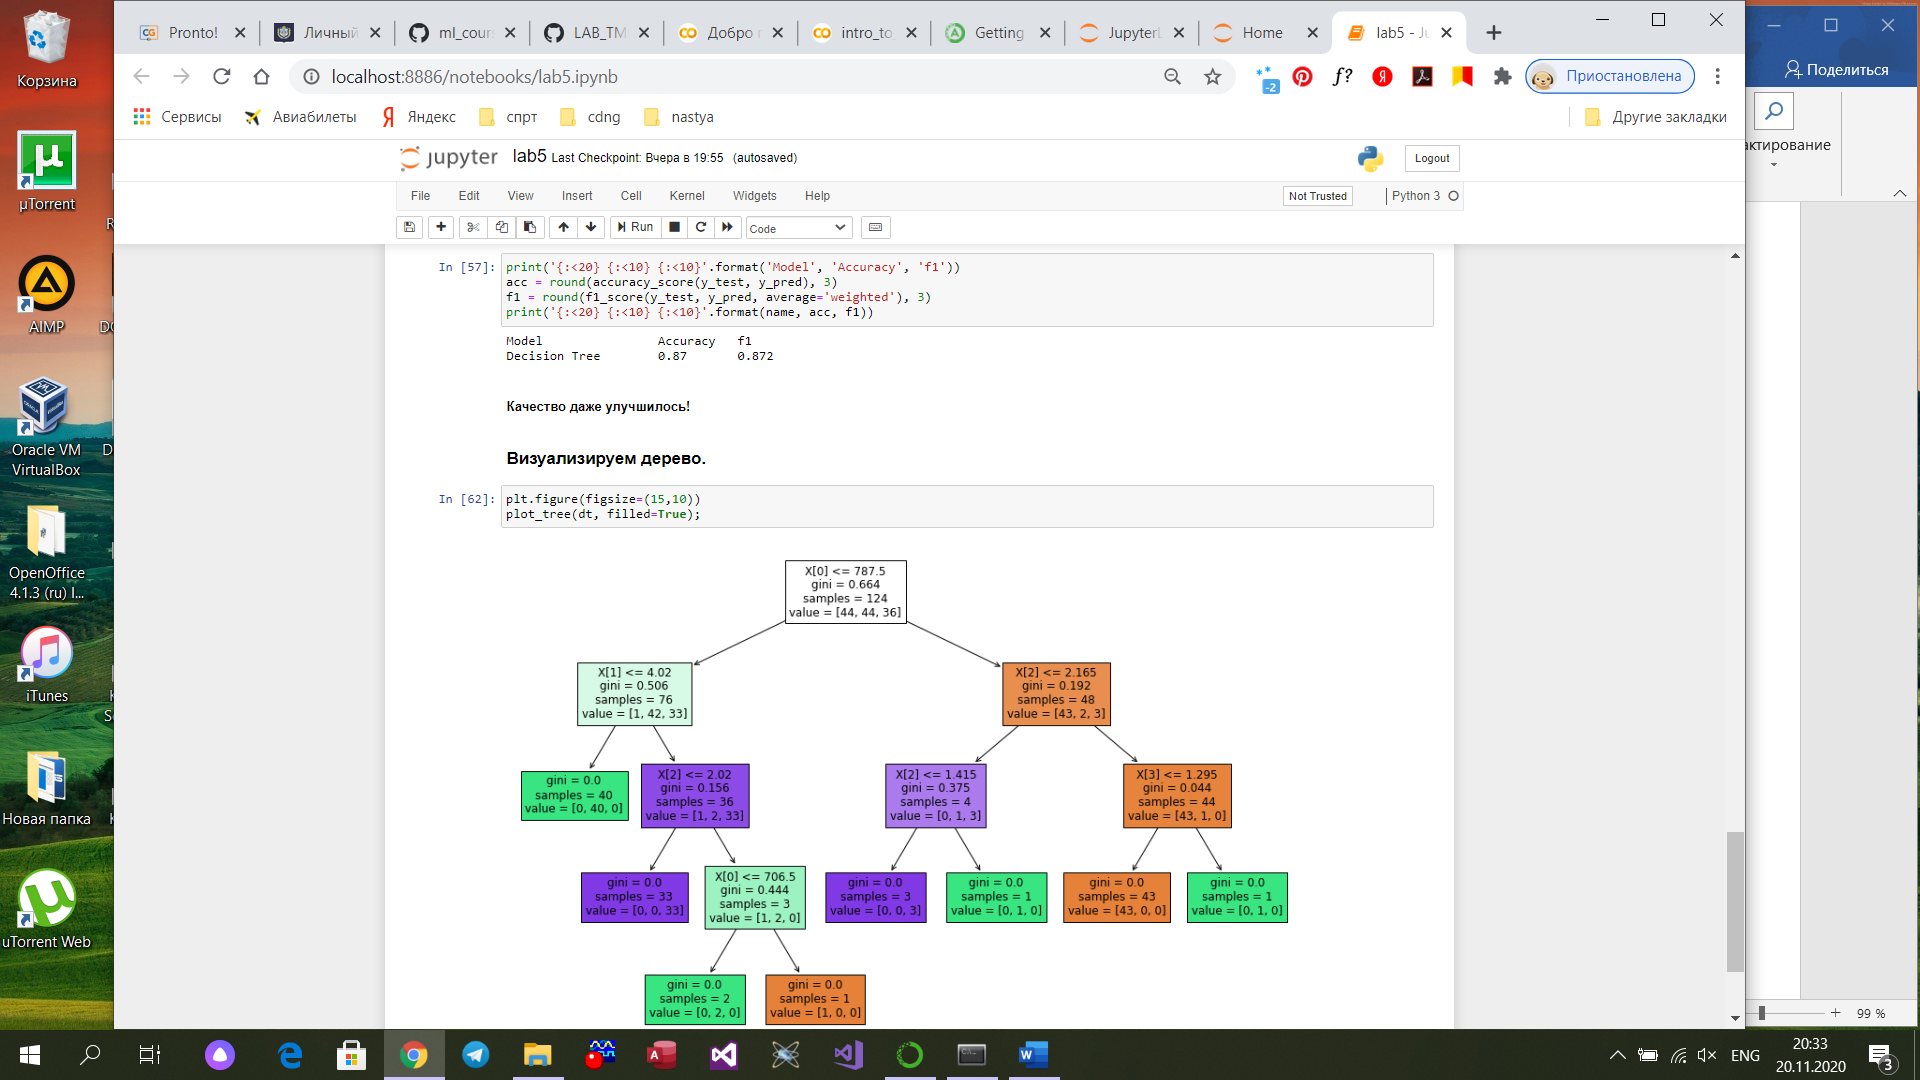 Корзина
µTorrent
AIMP
Oracle VM
VirtualBox
OpenOffice
4.1.3 (ru) I...
iTunes
Новая папка
uTorrent Web
Pronto!
Личный
ml_cour
LAB_TM
Добро
intro_to
Getting
JupyterL
Home
lab5 - Ju
localhost:8886/notebooks/lab5.ipynb
-2
f?
Приостановлена
Сервисы
Авиабилеты
Яндекс
спрт
cdng
nastya
Другие закладки
Поделиться
актирование
jupyter lab5 Last Checkpoint: Вчера в 19:55 (autosaved)
Logout
File Edit View Insert Cell Kernel Widgets Help
Not Trusted
Python 3
Run
Code
In [57]:
print('{:<20} {:<10} {:<10}'.format('Model', 'Accuracy', 'f1'))
acc = round(accuracy_score(y_test, y_pred), 3)
f1 = round(f1_score(y_test, y_pred, average='weighted'), 3)
print('{:<20} {:<10} {:<10}'.format(name, acc, f1))
Model Accuracy f1
Decision Tree 0.87 0.872
Качество даже улучшилось!
Визуализируем дерево.
In [62]:
plt.figure(figsize=(15,10))
plot_tree(dt, filled=True);
X[0] <= 787.5
gini = 0.664
samples = 124
value = [44, 44, 36]
X[1] <= 4.02
gini = 0.506
samples = 76
value = [1, 42, 33]
X[2] <= 2.165
gini = 0.192
samples = 48
value = [43, 2, 3]
gini = 0.0
samples = 40
value = [0, 40, 0]
X[2] <= 2.02
gini = 0.156
samples = 36
value = [1, 2, 33]
X[2] <= 1.415
gini = 0.375
samples = 4
value = [0, 1, 3]
X[3] <= 1.295
gini = 0.044
samples = 44
value = [43, 1, 0]
gini = 0.0
samples = 33
value = [0, 0, 33]
X[0] <= 706.5
gini = 0.444
samples = 3
value = [1, 2, 0]
gini = 0.0
samples = 3
value = [0, 0, 3]
gini = 0.0
samples = 1
value = [0, 1, 0]
gini = 0.0
samples = 43
value = [43, 0, 0]
gini = 0.0
samples = 1
value = [0, 1, 0]
gini = 0.0
samples = 2
value = [0, 2, 0]
gini = 0.0
samples = 1
value = [1, 0, 0]
99 %
ENG
20:33
20.11.2020
3